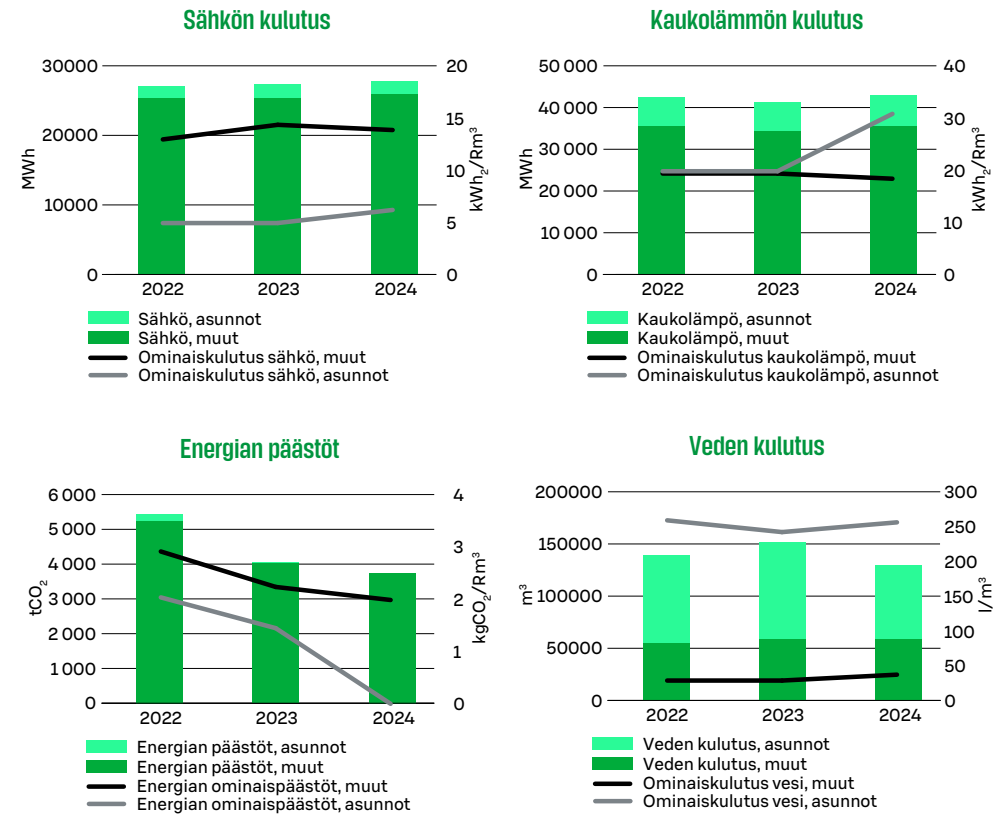 Sähkön kulutus
30000
20000
10000
0
MWh
20
15
10
5
0
kWh₂/Rm³
2022
2023
2024
Sähkö, asunnot
Sähkö, muut
Ominaiskulutus sähkö, muut
Ominaiskulutus sähkö, asunnot
Kaukolämmön kulutus
50 000
40 000
30 000
20 000
10 000
0
MWh
40
30
20
10
0
kWh₂/Rm³
2022
2023
2024
Kaukolämpö, asunnot
Kaukolämpö, muut
Ominaiskulutus kaukolämpö, muut
Ominaiskulutus kaukolämpö, asunnot
Energian päästöt
6 000
5 000
4 000
3 000
2 000
1 000
0
tCO₂
4
3
2
1
0
kgCO₂/Rm³
2022
2023
2024
Energian päästöt, asunnot
Energian päästöt, muut
Energian ominaispäästöt, muut
Energian ominaispäästöt, asunnot
Veden kulutus
200000
150000
100000
50000
0
m³
300
250
200
150
100
50
0
l/m³
2022
2023
2024
Veden kulutus, asunnot
Veden kulutus, muut
Ominaiskulutus vesi, muut
Ominaiskulutus vesi, asunnot